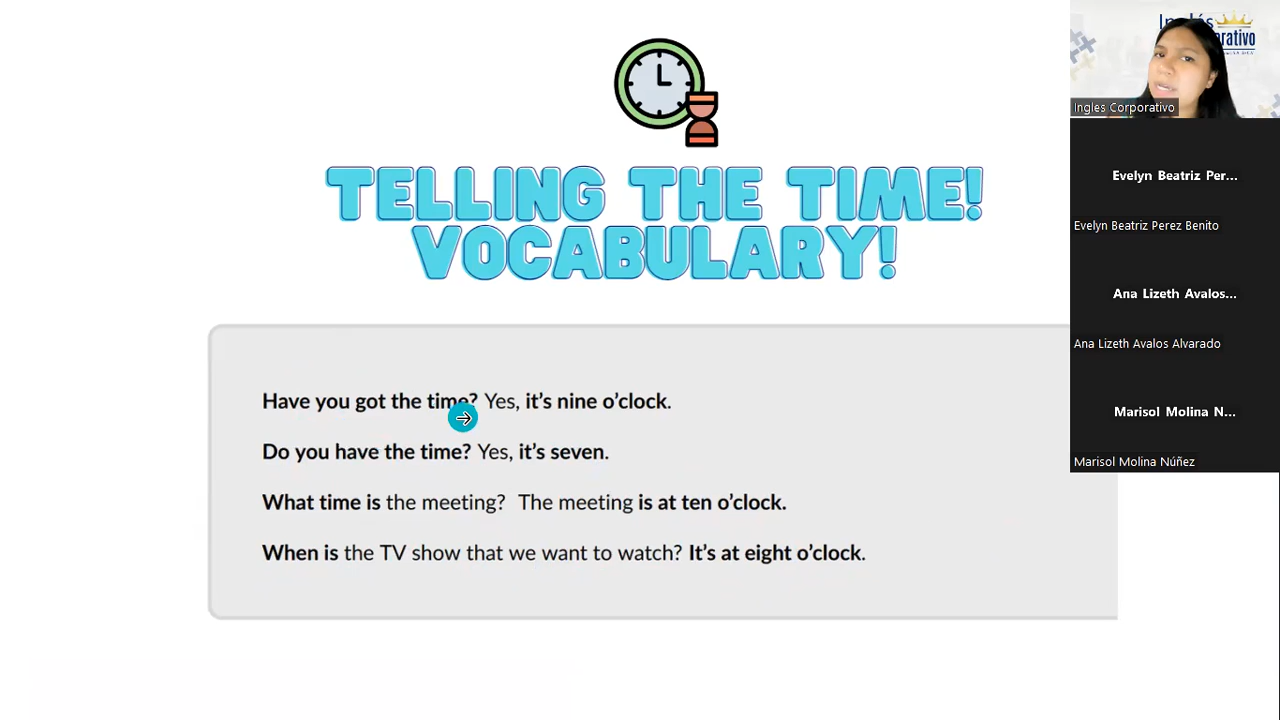 TELLING THE TIME!
VOCABULARY!
Have you got the time? Yes, it's nine o'clock.
Do you have the time? Yes, it's seven.
What time is the meeting? The meeting is at ten o'clock.
When is the TV show that we want to watch? It's at eight o'clock.
Ingles Corporativo
Evelyn Beatriz Per...
Evelyn Beatriz Perez Benito
Ana Lizeth Avalos...
Ana Lizeth Avalos Alvarado
Marisol Molina N...
Marisol Molina Núñez